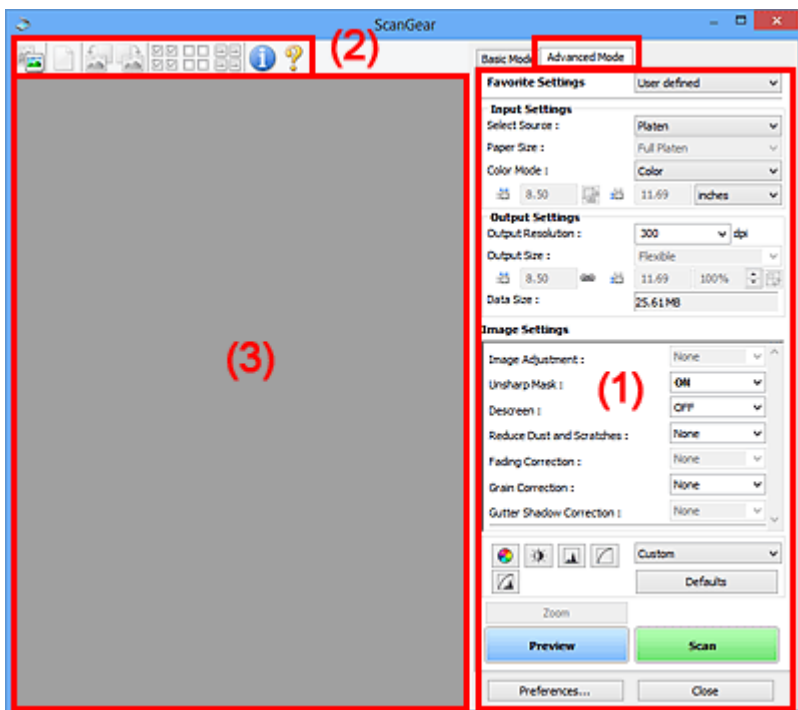 ScanGear
(2)
Basic Mode Advanced Mode
Favorite Settings User defined
Input Settings
Select Source : Platen
Paper Size : Full Platen
Color Mode : Color
8.50 11.69 inches
Output Settings
Output Resolution : 300 dpi
Output Size : Flexible
8.50 11.69 100%
Data Size : 25.61MB
Image Settings
(3)
Image Adjustment : None
(1)
Unsharp Mask : ON
Descreen : OFF
Reduce Dust and Scratches : None
Fading Correction : None
Grain Correction : None
Gutter Shadow Correction : None
Custom
Defaults
Zoom
Preview Scan
Preferences... Close